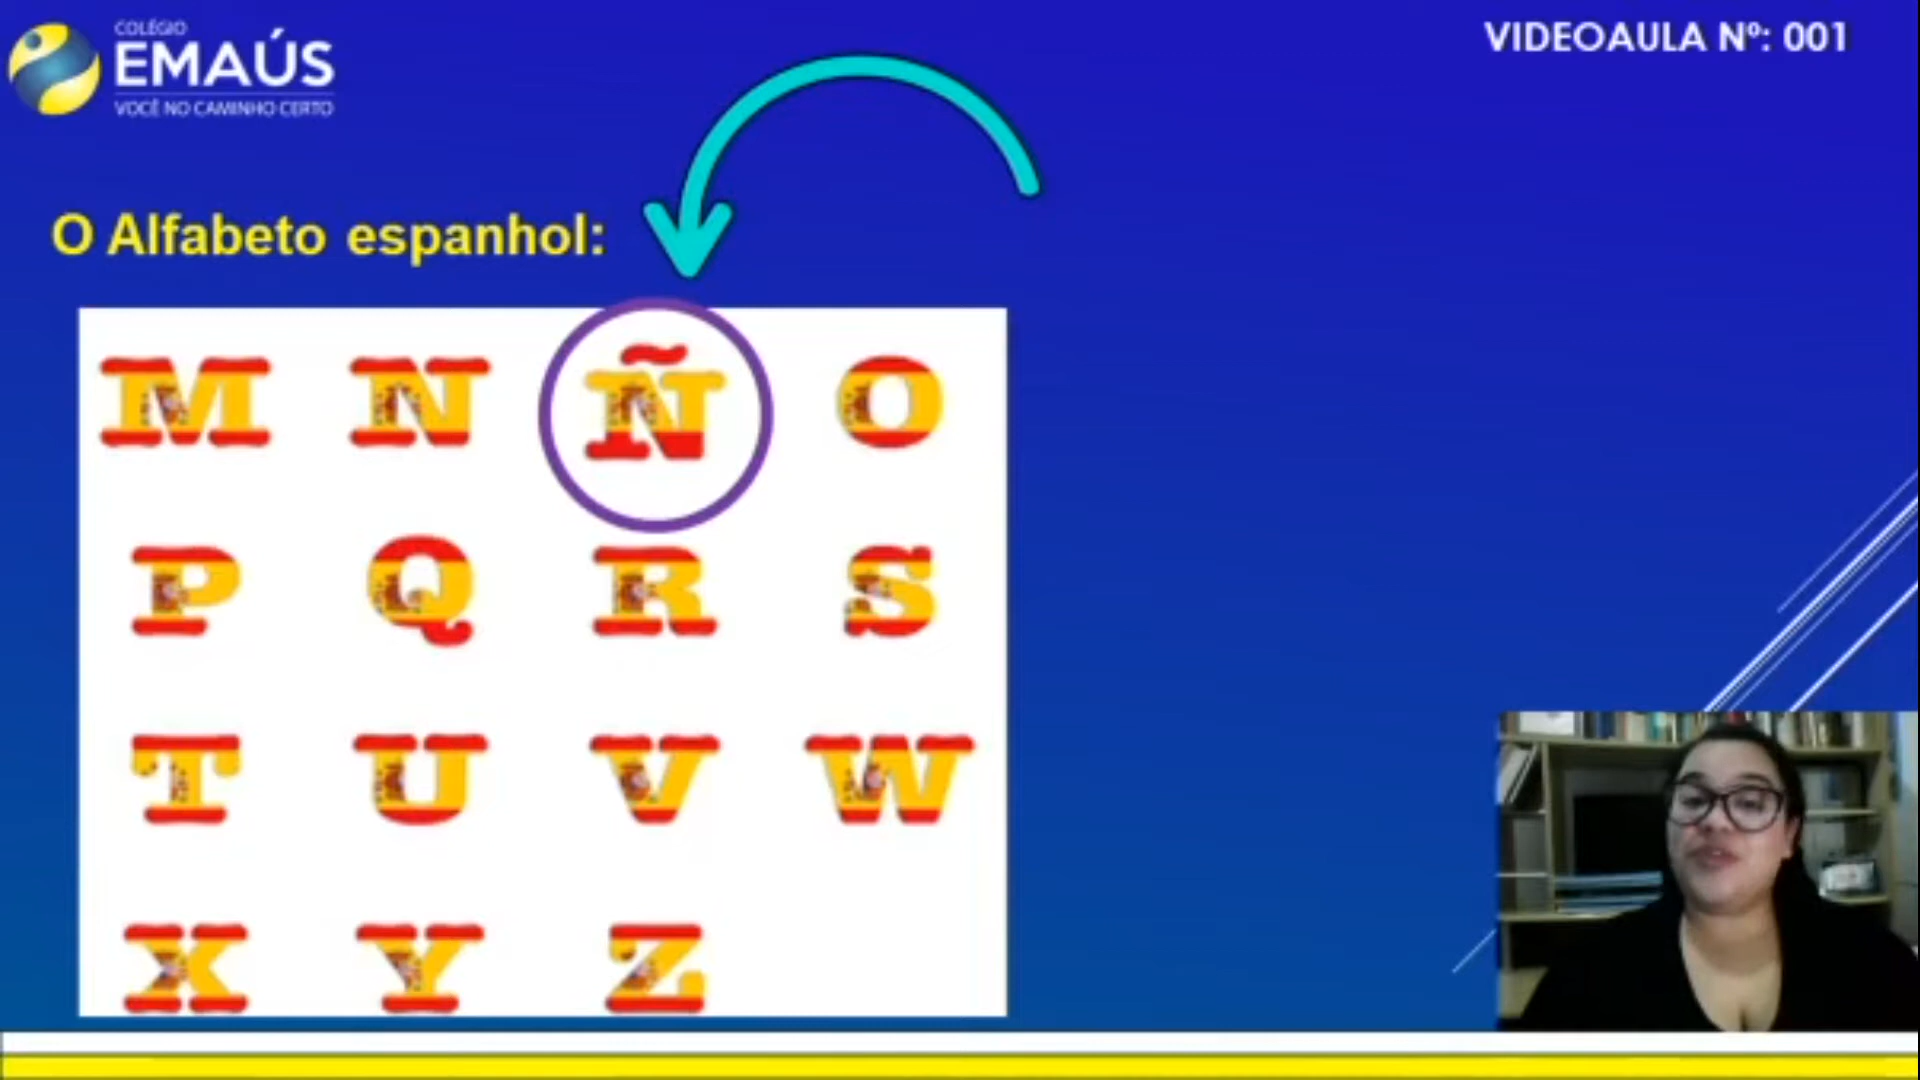 COLÉGIO
EMAÚS
VOCÊ NO CAMINHO CERTO
VIDEOAULA Nº: 001
O Alfabeto espanhol:
M N Ñ O
P Q R S
T U V W
X Y Z